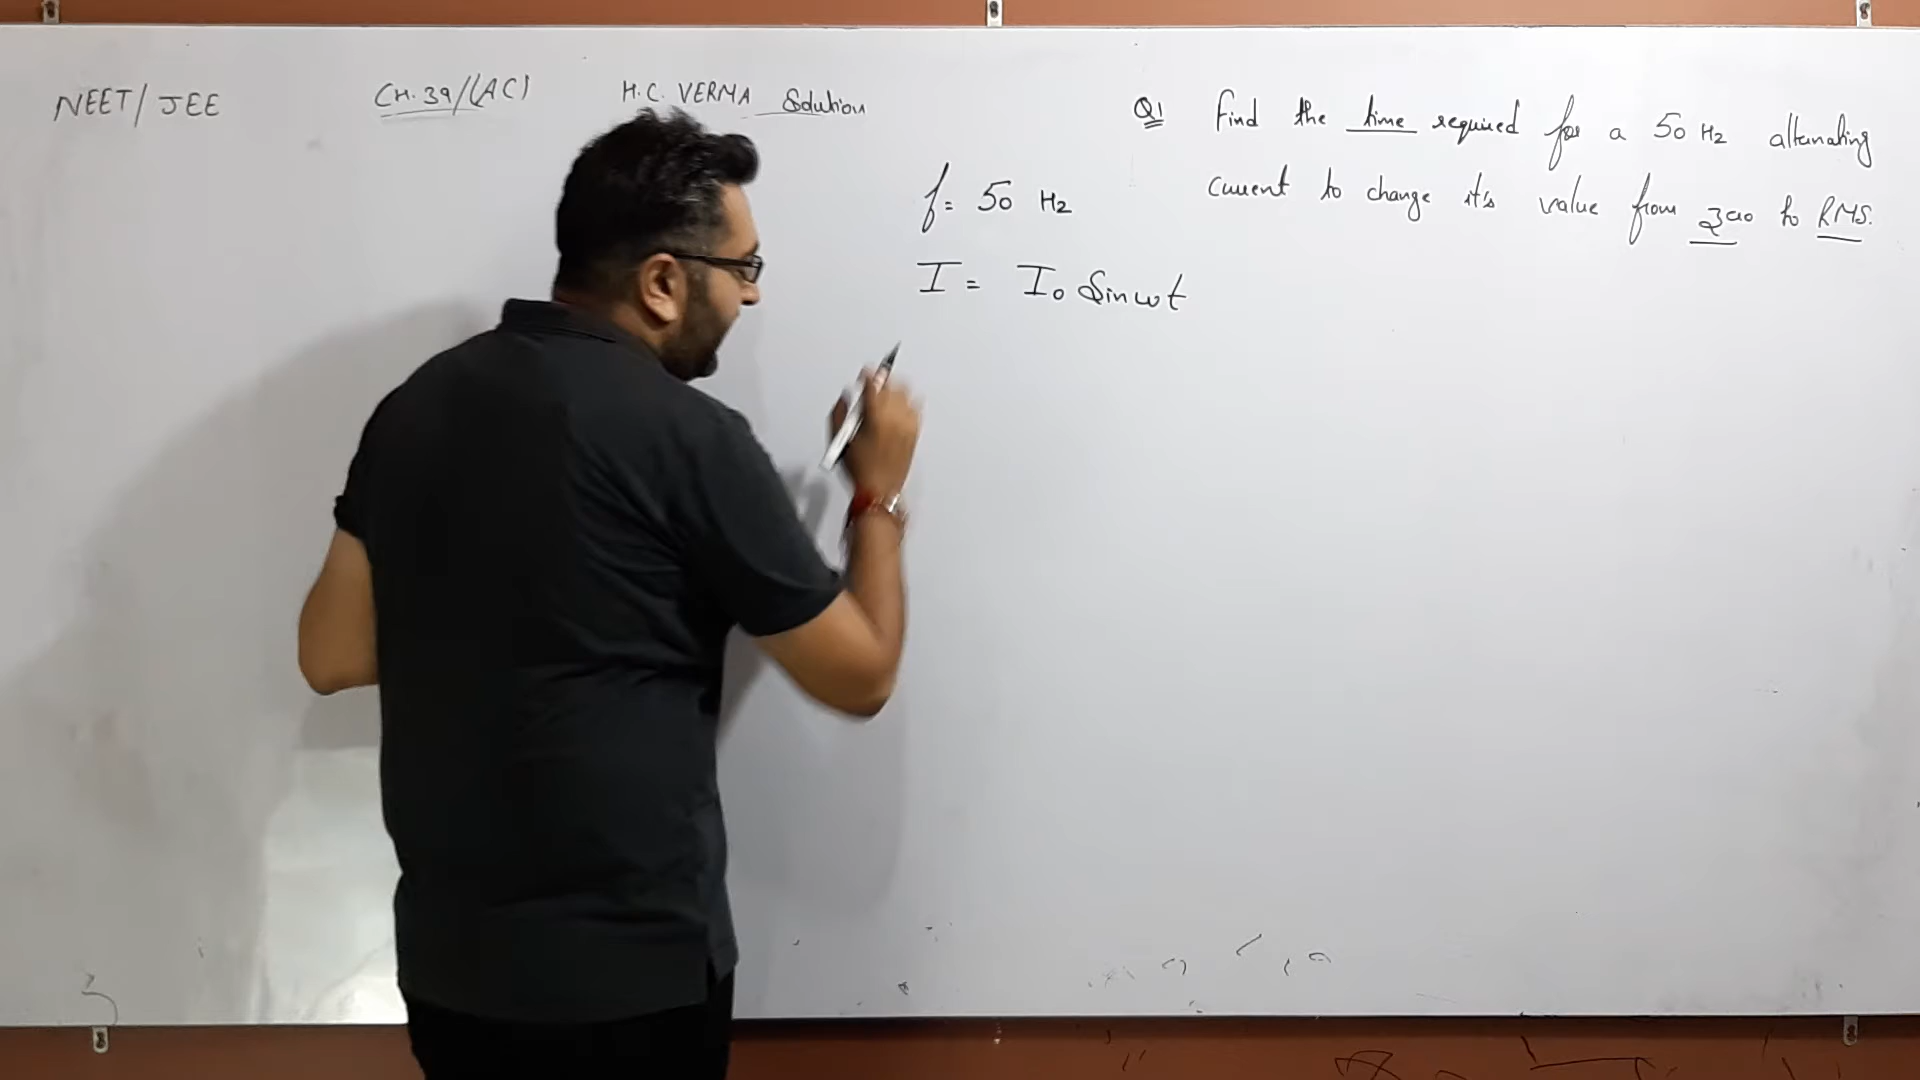 NEET/ JEE
CH. 39/(AC)
H.C. VERMA Solution
Q1 Find the time required for a 50 Hz alternating
current to change it's value from zero to RMS.
f = 50 Hz
I = I₀ Sinωt